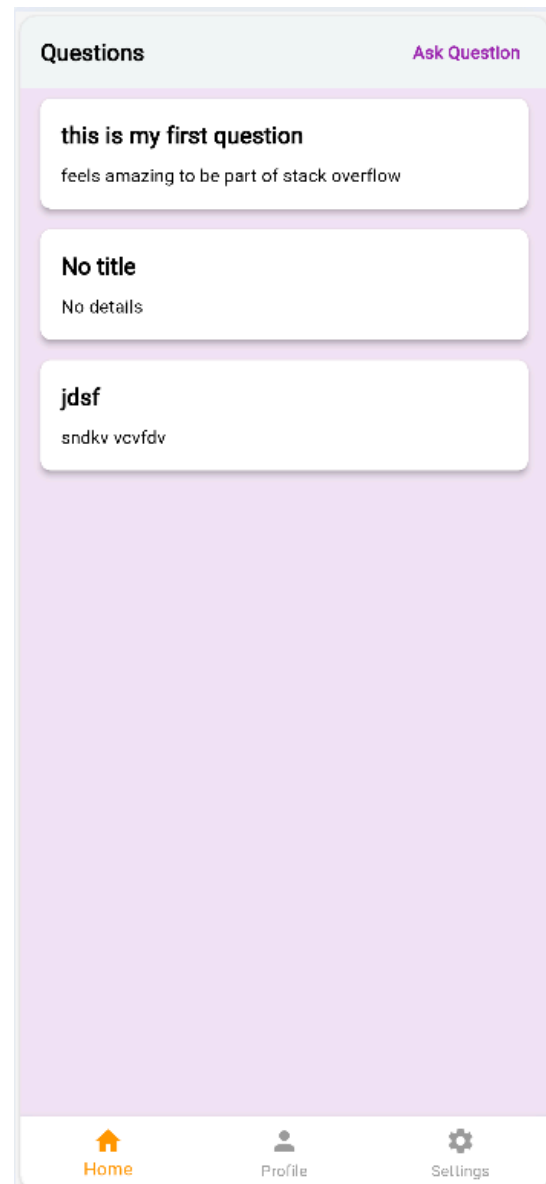 Questions
Ask Question
this is my first question
feels amazing to be part of stack overflow
No title
No details
jdsf
sndkv vcvfdv
Home
Profile
Settings